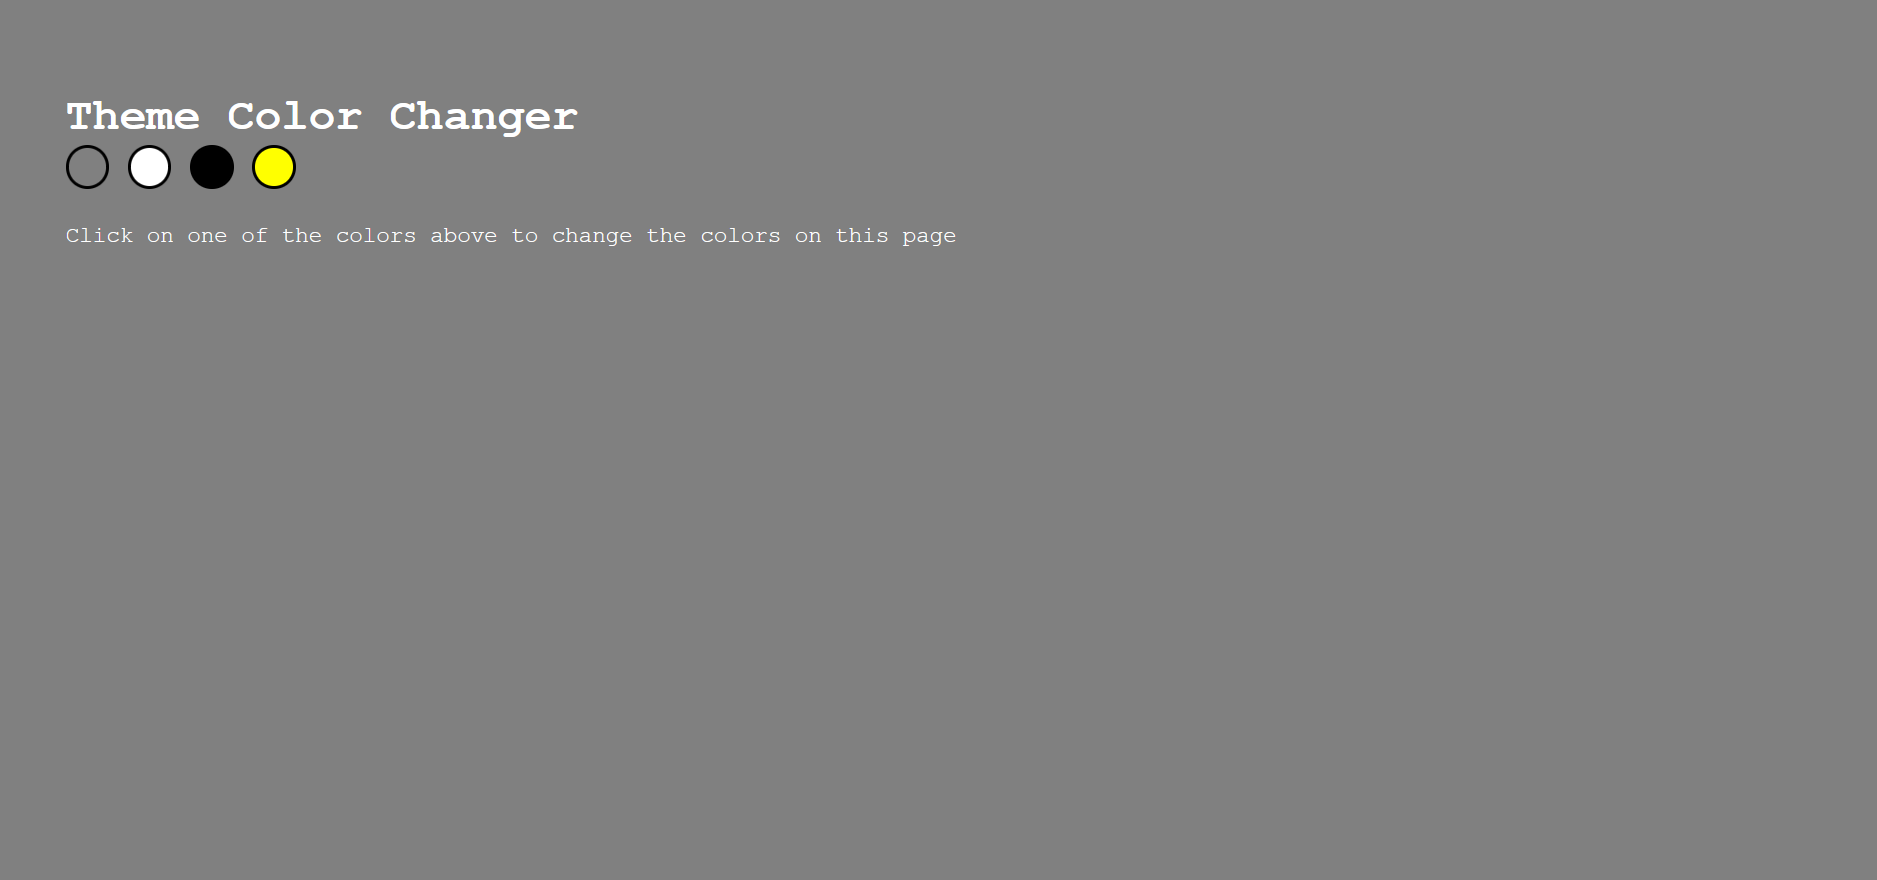 Theme Color Changer
Click on one of the colors above to change the colors on this page